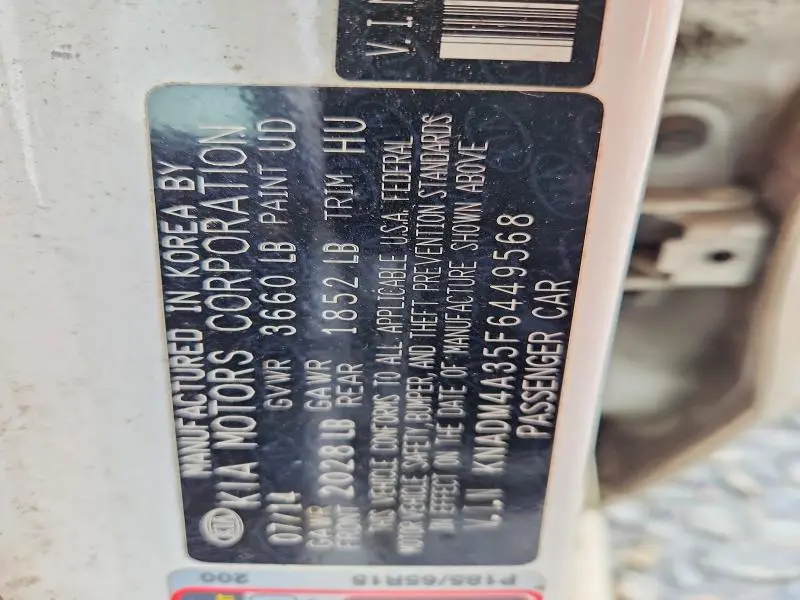 V.I.N
MANUFACTURED IN KOREA BY
KIA KIA MOTORS CORPORATION
07/14 GVWR 3660 LB PAINT UD
GAWR FRONT 2028 LB GAWR REAR 1852 LB TRIM HU
THIS VEHICLE CONFORMS TO ALL APPLICABLE U.S.A. FEDERAL
MOTOR VEHICLE SAFETY, BUMPER, AND THEFT PREVENTION STANDARDS
IN EFFECT ON THE DATE OF MANUFACTURE SHOWN ABOVE
V.I.N KNADM4A35F6449568
PASSENGER CAR
200
P185/65R15